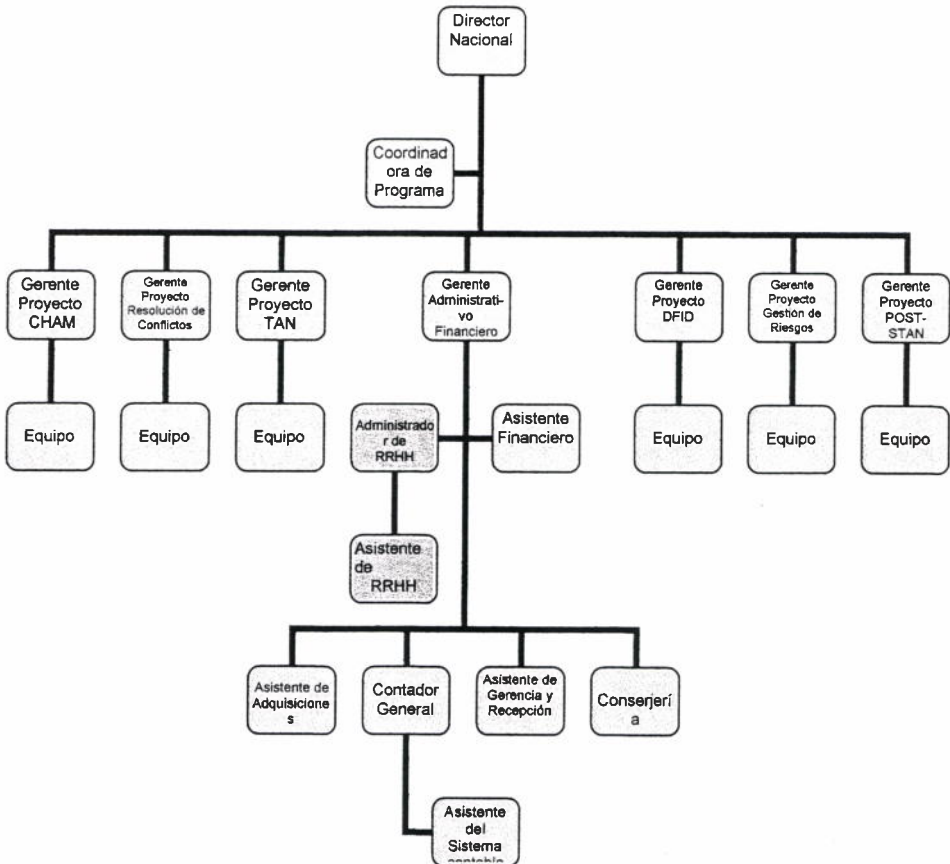 Director
Nacional
Coordinad
ora de
Programa
Gerente
Proyecto
CHAM
Gerente
Proyecto
Resolución de
Conflictos
Gerente
Proyecto
TAN
Gerente
Administrati-
vo
Financiero
Gerente
Proyecto
DFID
Gerente
Proyecto
Gestión de
Riesgos
Gerente
Proyecto
POST-
STAN
Equipo
Equipo
Equipo
Administrado
r de
RRHH
Asistente
Financiero
Equipo
Equipo
Equipo
Asistente
de
RRHH
Asistente de
Adquisicione
s
Contador
General
Asistente de
Gerencia y
Recepción
Conserjerí
a
Asistente
del
Sistema
contable